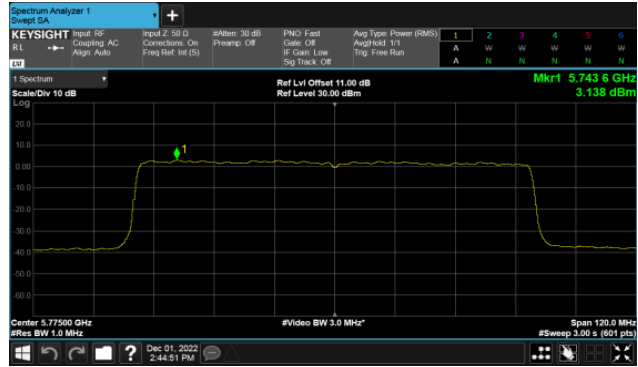 Spectrum Analyzer 1
Swept SA
+
KEYSIGHT Input: RF Input Z: 50 Ω #Atten: 30 dB PNO: Fast Avg Type: Power (RMS) 1 2 3 4 5 6
RL Coupling: AC Corrections: On Preamp: Off Gate: Off Avg|Hold: 1/1 A W W W W W
Align: Auto Freq Ref: Int (S) IF Gain: Low Trig: Free Run
LXI Sig Track: Off A N N N N N
1 Spectrum Ref Lvl Offset 11.00 dB Mkr1 5.743 6 GHz
Scale/Div 10 dB Ref Level 30.00 dBm 3.138 dBm
Log
20.0
10.0
1
0.00
-10.0
-20.0
-30.0
-40.0
-50.0
-60.0
Center 5.77500 GHz #Video BW 3.0 MHz* Span 120.0 MHz
#Res BW 1.0 MHz #Sweep 3.00 s (601 pts)
? Dec 01, 2022
2:44:51 PM